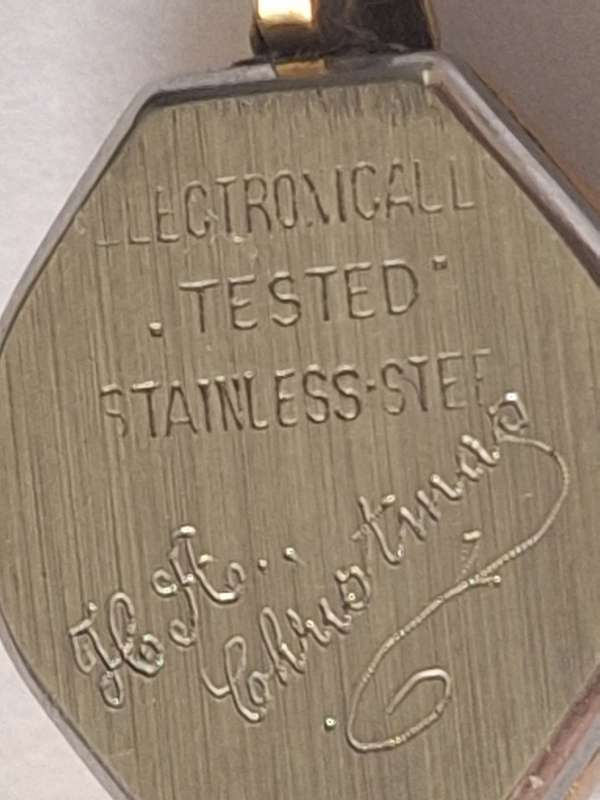 ELECTRONICALL
TESTED
STAINLESS-STEE
H. A.
Christmas